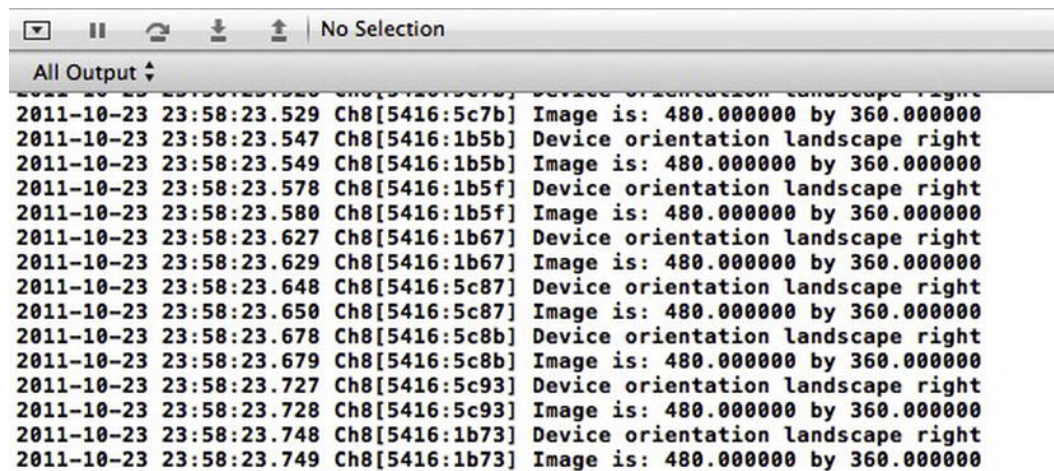 No Selection
All Output
2011-10-23 23:58:23.529 Ch8[5416:5c7b] Image is: 480.000000 by 360.000000
2011-10-23 23:58:23.547 Ch8[5416:1b5b] Device orientation landscape right
2011-10-23 23:58:23.549 Ch8[5416:1b5b] Image is: 480.000000 by 360.000000
2011-10-23 23:58:23.578 Ch8[5416:1b5f] Device orientation landscape right
2011-10-23 23:58:23.580 Ch8[5416:1b5f] Image is: 480.000000 by 360.000000
2011-10-23 23:58:23.627 Ch8[5416:1b67] Device orientation landscape right
2011-10-23 23:58:23.629 Ch8[5416:1b67] Image is: 480.000000 by 360.000000
2011-10-23 23:58:23.648 Ch8[5416:5c87] Device orientation landscape right
2011-10-23 23:58:23.650 Ch8[5416:5c87] Image is: 480.000000 by 360.000000
2011-10-23 23:58:23.678 Ch8[5416:5c8b] Device orientation landscape right
2011-10-23 23:58:23.679 Ch8[5416:5c8b] Image is: 480.000000 by 360.000000
2011-10-23 23:58:23.727 Ch8[5416:5c93] Device orientation landscape right
2011-10-23 23:58:23.728 Ch8[5416:5c93] Image is: 480.000000 by 360.000000
2011-10-23 23:58:23.748 Ch8[5416:1b73] Device orientation landscape right
2011-10-23 23:58:23.749 Ch8[5416:1b73] Image is: 480.000000 by 360.000000